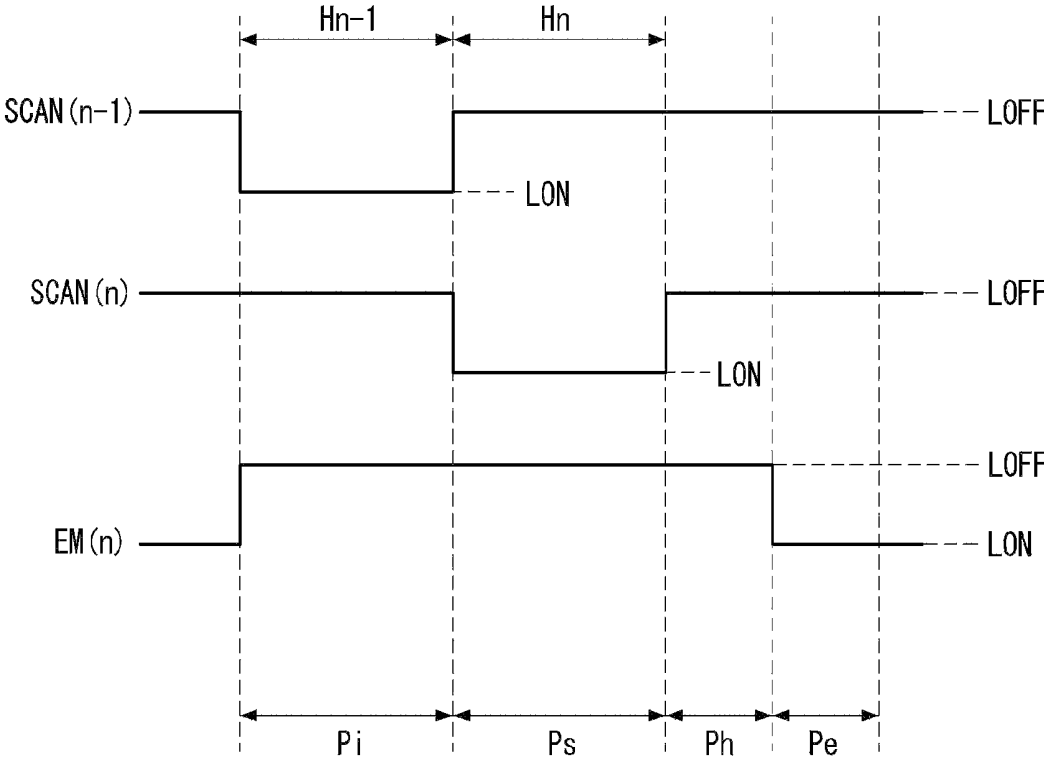 Hn-1 Hn
SCAN(n-1) LOFF
LON
SCAN(n) LOFF
LON
LOFF
EM(n) LON
Pi Ps Ph Pe